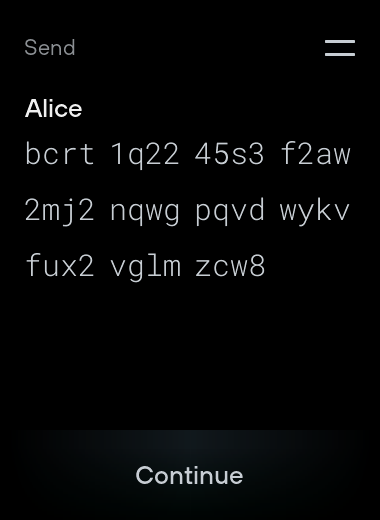 Send
Alice
bcrt 1q22 45s3 f2aw
2mj2 nqwg pqvd wykv
fux2 vglm zcw8
Continue